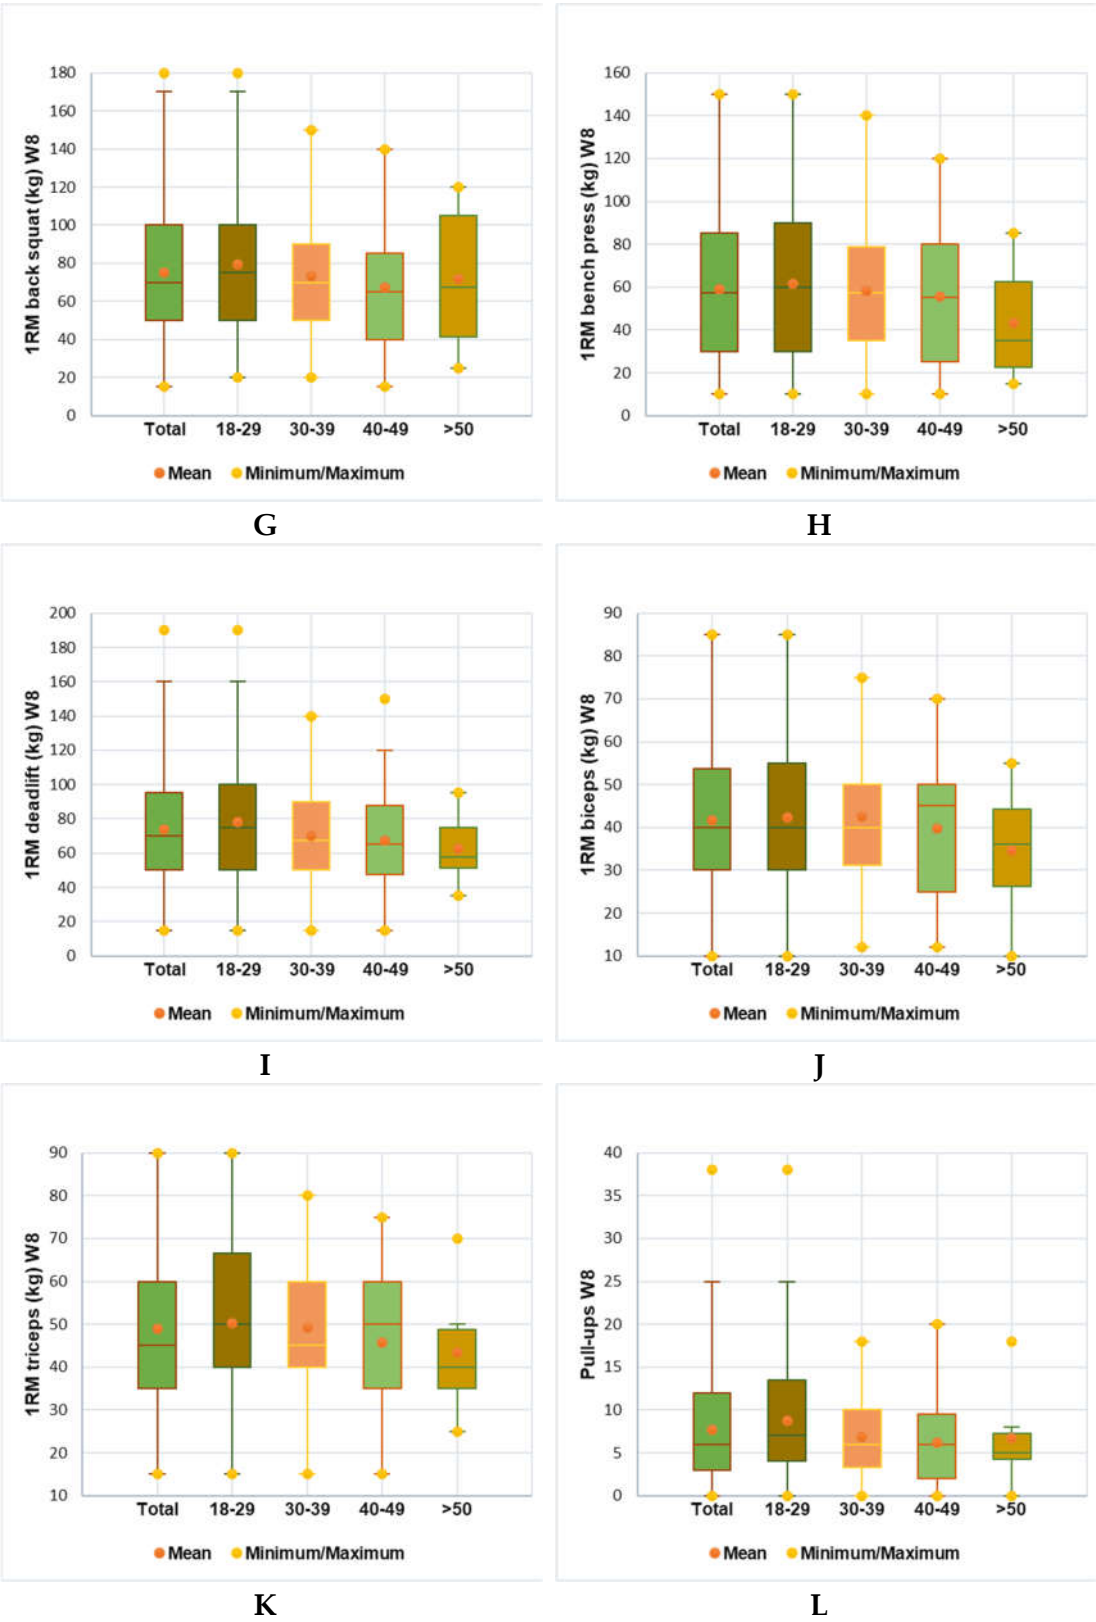 1RM back squat (kg) W8
180
160
140
120
100
80
60
40
20
0
Total 18-29 30-39 40-49 >50
Mean Minimum/Maximum
G
1RM bench press (kg) W8
160
140
120
100
80
60
40
20
0
Total 18-29 30-39 40-49 >50
Mean Minimum/Maximum
H
1RM deadlift (kg) W8
200
180
160
140
120
100
80
60
40
20
0
Total 18-29 30-39 40-49 >50
Mean Minimum/Maximum
I
1RM biceps (kg) W8
90
80
70
60
50
40
30
20
10
Total 18-29 30-39 40-49 >50
Mean Minimum/Maximum
J
1RM triceps (kg) W8
90
80
70
60
50
40
30
20
10
Total 18-29 30-39 40-49 >50
Mean Minimum/Maximum
K
Pull-ups W8
40
35
30
25
20
15
10
5
0
Total 18-29 30-39 40-49 >50
Mean Minimum/Maximum
L